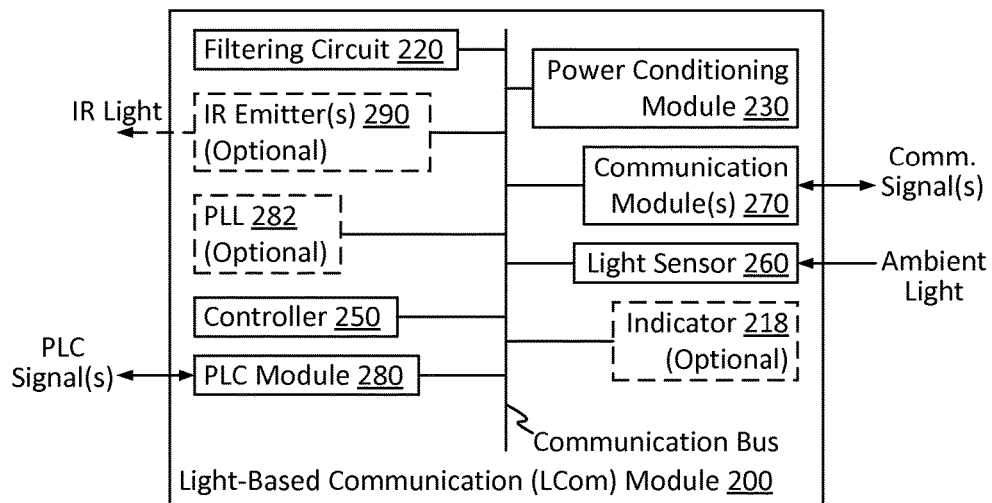 Filtering Circuit 220
IR Light
IR Emitter(s) 290
(Optional)
PLL 282
(Optional)
Controller 250
PLC
Signal(s)
PLC Module 280
Power Conditioning
Module 230
Communication
Module(s) 270
Comm.
Signal(s)
Light Sensor 260
Ambient
Light
Indicator 218
(Optional)
Communication Bus
Light-Based Communication (LCom) Module 200